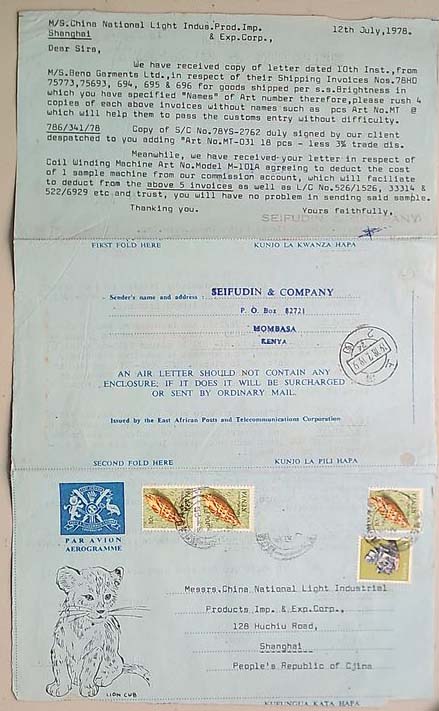 M/S.China National Light Indus.Prod.Imp.
Shanghai & Exp.Corp., 12th July,1978.
Dear Sirs,
We have received copy of letter dated 10th Inst.,from
M/S.Beno Garments Ltd.,in respect of their Shipping Invoices Nos.78HO
75773,75693, 694, 695 & 696 for goods shipped per s.s.Brightness in
which you have specified "Names" of Art number therefore,please rush 4
copies of each above invoices without names such as pcs Art No.MT @
which will help them to pass the customs entry without difficulty.
786/341/78 Copy of S/C No.78YS-2762 duly signed by our client
despatched to you adding "Art No.MT-031 18 pcs - less 3% trade dis.
Meanwhile, we have received your letter in respect of
Coil Winding Machine Art No.Model M-101A agreeing to deduct the cost
of 1 sample machine from our commission account, which will faciliate
to deduct from the above 5 invoices as well as L/C No.526/1526, 33314 &
522/6929 etc and trust, you will have no problem in sending said sample.
Thanking you. Yours faithfully,
SEIFUDIN COMPANY
FIRST FOLD HERE KUNJO LA KWANZA HAPA
Sender's name and address : SEIFUDIN & COMPANY
P. O. Box 82721
MOMBASA
KENYA
AN AIR LETTER SHOULD NOT CONTAIN ANY
ENCLOSURE; IF IT DOES IT WILL BE SURCHARGED
OR SENT BY ORDINARY MAIL.
Issued by the East African Posts and Telecommunications Corporation
SECOND FOLD HERE KUNJO LA PILI HAPA
PAR AVION
AEROGRAMME
KENYA
KENYA
KENYA
Messrs.China National Light Industrial
Products Imp. & Exp.Corp.,
128 Huchiu Road,
Shanghai
People's Republic of Cjina
LION CUB
KUFUNGUA KATA HAPA